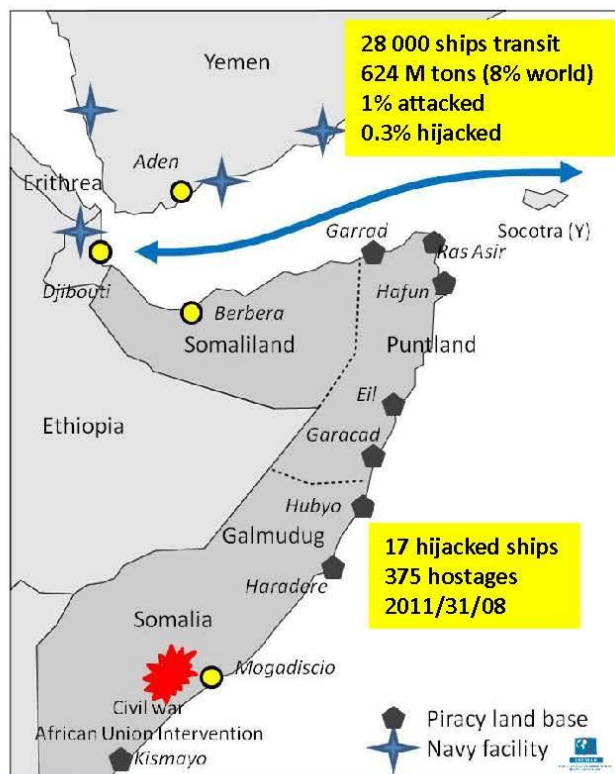 28 000 ships transit
624 M tons (8% world)
1% attacked
0.3% hijacked
Yemen
Aden
Erithrea
Socotra (Y)
Garrad
Ras Asir
Djibouti
Hafun
Berbera
Somaliland
Puntland
Eil
Ethiopia
Garacad
Hubyo
Galmudug
17 hijacked ships
375 hostages
2011/31/08
Haradere
Somalia
Mogadiscio
Civil war
African Union Intervention
Kismayo
Piracy land base
Navy facility